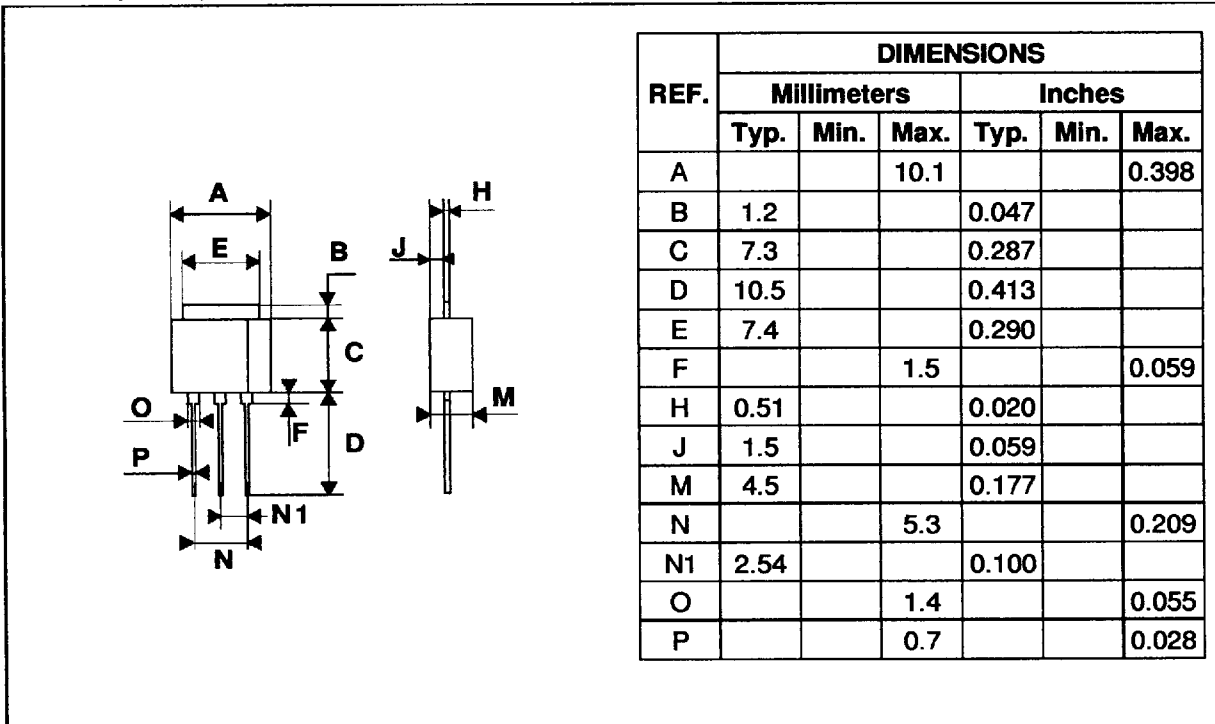 A
H
E
B
J
C
O
M
F
D
P
N1
N
DIMENSIONS
REF. Millimeters Inches
Typ. Min. Max. Typ. Min. Max.
A 10.1 0.398
B 1.2 0.047
C 7.3 0.287
D 10.5 0.413
E 7.4 0.290
F 1.5 0.059
H 0.51 0.020
J 1.5 0.059
M 4.5 0.177
N 5.3 0.209
N1 2.54 0.100
O 1.4 0.055
P 0.7 0.028